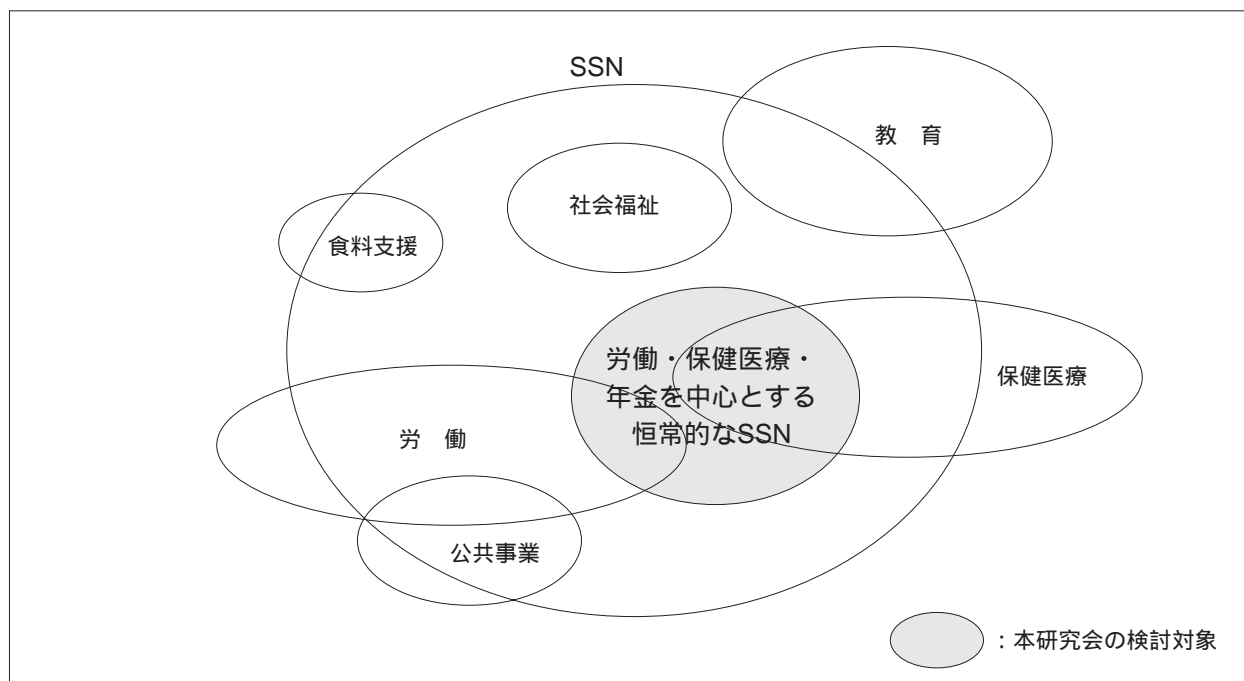 SSN
教　育
社会福祉
食料支援
労働・保健医療・
年金を中心とする
恒常的なSSN
保健医療
労　働
公共事業
：本研究会の検討対象